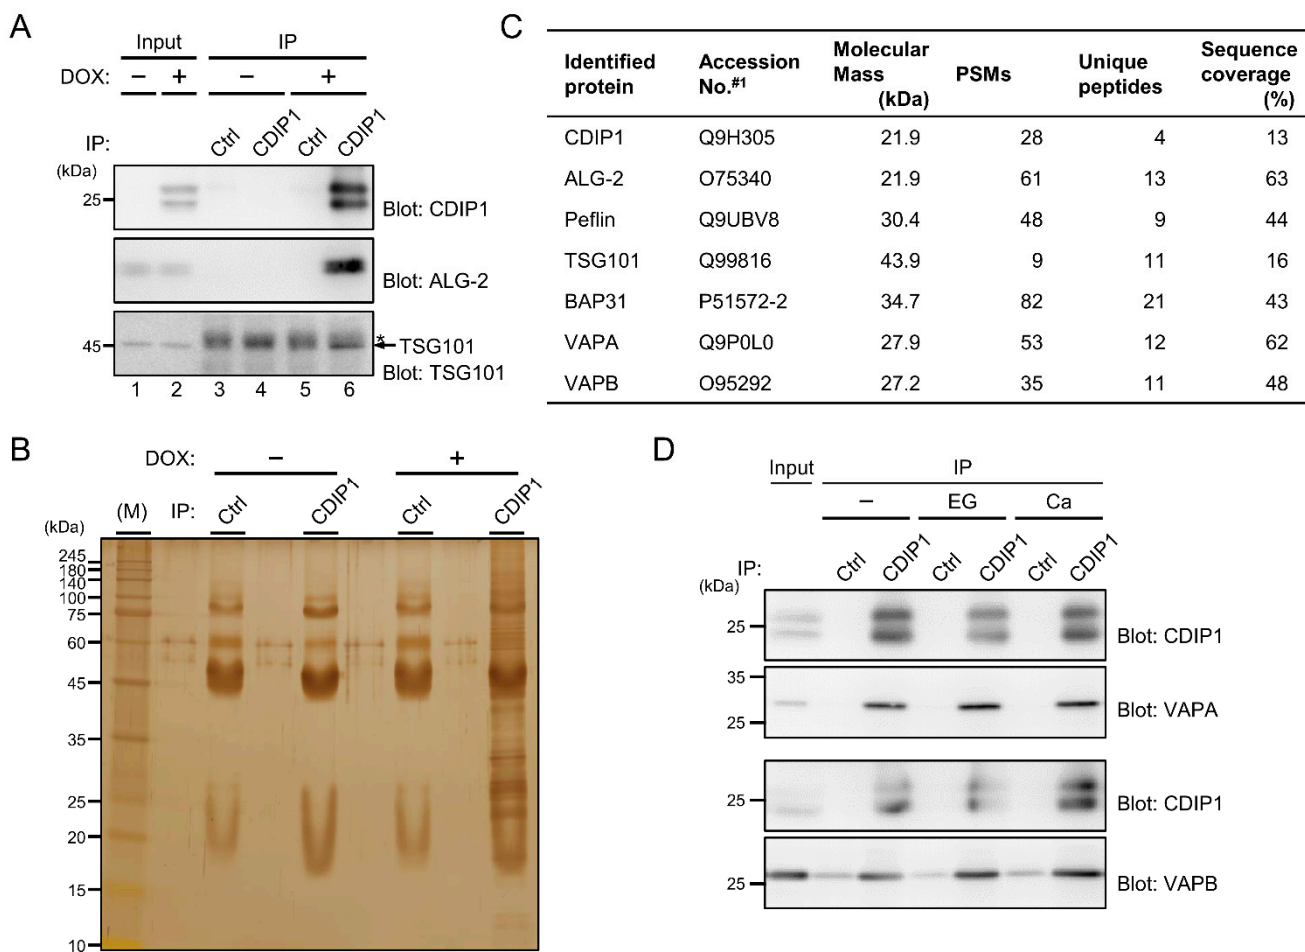 A
Input IP
DOX: − + − +
IP: Ctrl CDIP1 Ctrl CDIP1
(kDa)
25
Blot: CDIP1
Blot: ALG-2
45
*
TSG101
Blot: TSG101
1 2 3 4 5 6
B
DOX: − +
(M) IP: Ctrl CDIP1 Ctrl CDIP1
(kDa)
245
180
140
100
75
60
45
35
25
20
15
10
C
Identified protein Accession No.#1 Molecular Mass (kDa) PSMs Unique peptides Sequence coverage (%)
CDIP1 Q9H305 21.9 28 4 13
ALG-2 O75340 21.9 61 13 63
Peflin Q9UBV8 30.4 48 9 44
TSG101 Q99816 43.9 9 11 16
BAP31 P51572-2 34.7 82 21 43
VAPA Q9P0L0 27.9 53 12 62
VAPB O95292 27.2 35 11 48
D
Input IP
− EG Ca
IP: Ctrl CDIP1 Ctrl CDIP1 Ctrl CDIP1
(kDa)
25
Blot: CDIP1
35
25
Blot: VAPA
25
Blot: CDIP1
25
Blot: VAPB